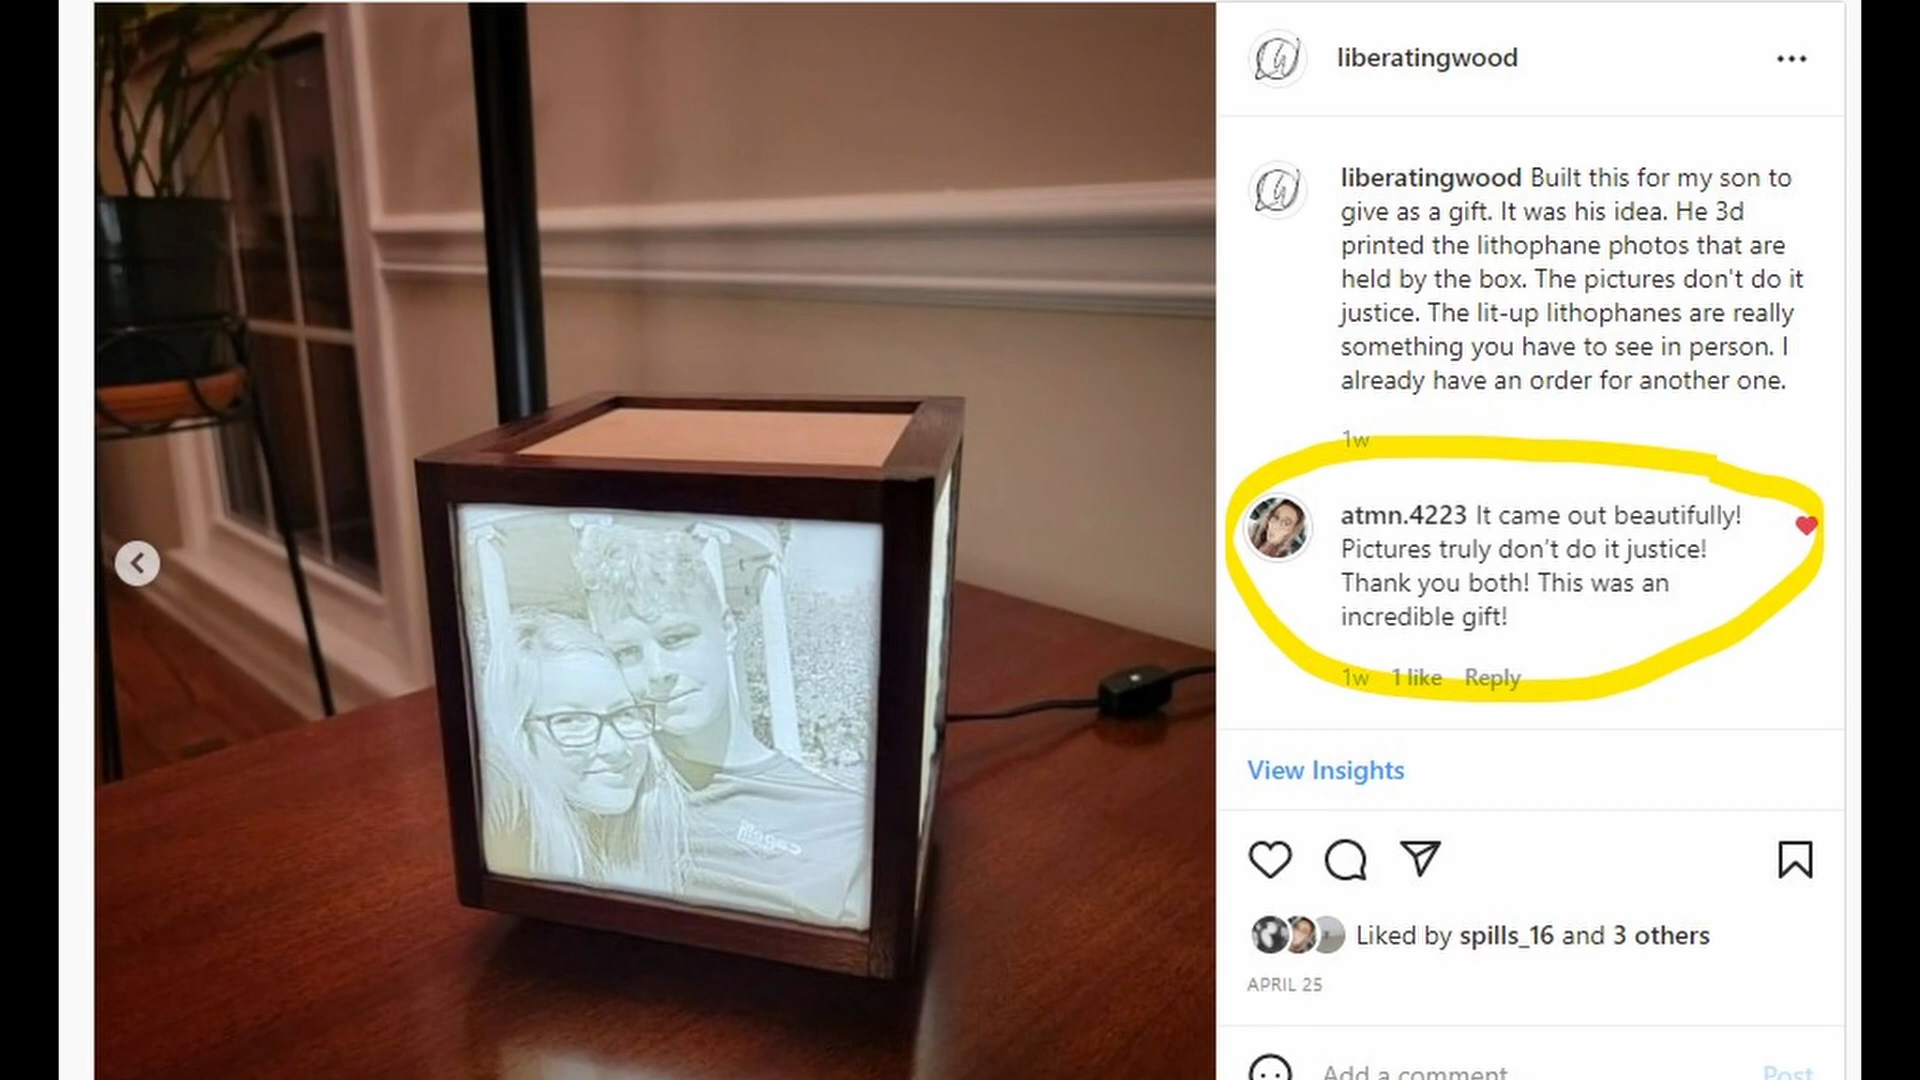 liberatingwood
liberatingwood Built this for my son to
give as a gift. It was his idea. He 3d
printed the lithophane photos that are
held by the box. The pictures don't do it
justice. The lit-up lithophanes are really
something you have to see in person. I
already have an order for another one.
1w
atmn.4223 It came out beautifully!
Pictures truly don't do it justice!
Thank you both! This was an
incredible gift!
1w 1 like Reply
View Insights
Liked by spills_16 and 3 others
APRIL 25
Add a comment...
Post